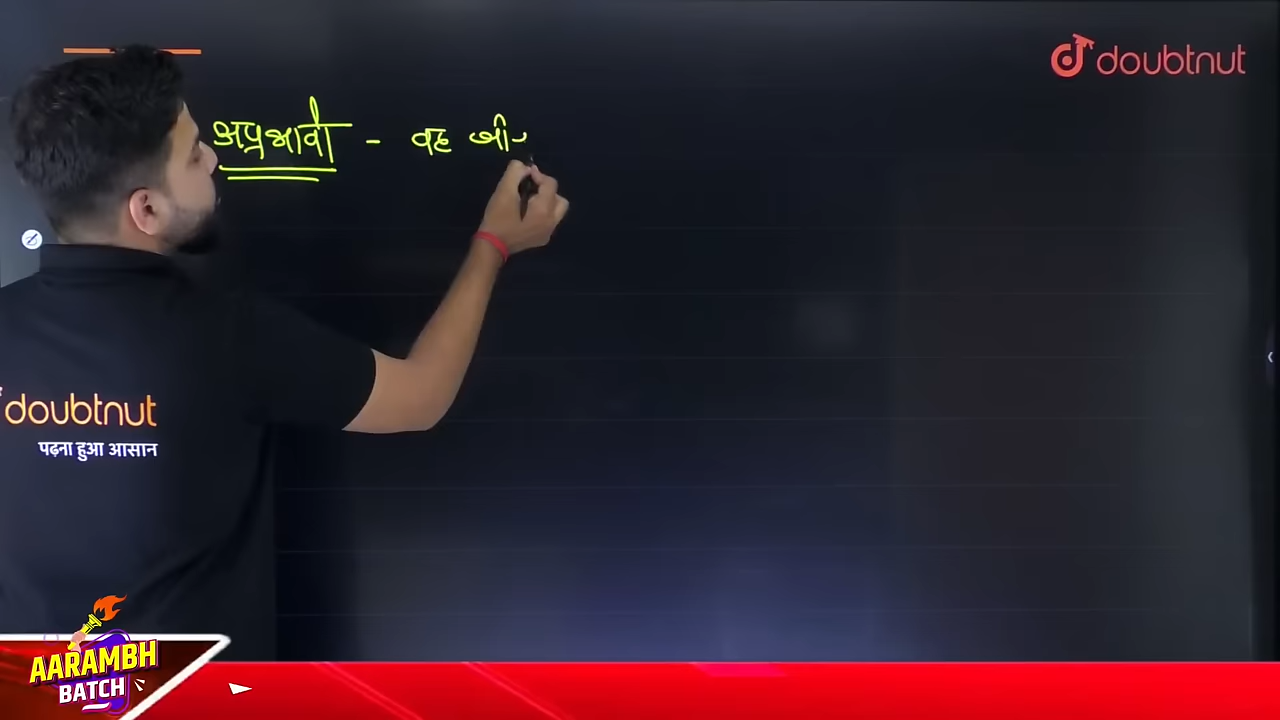 doubtnut
अप्रभावी - वह जी
doubtnut
पढ़ना हुआ आसान
AARAMBH
BATCH